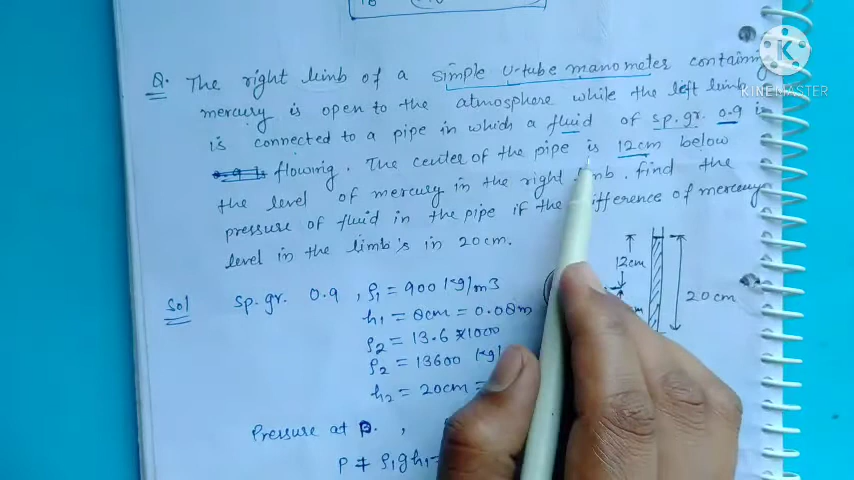 KINEMASTER
Q. The right limb of a simple U-tube manometer containing
mercury is open to the atmosphere while the left limb
is connected to a pipe in which a fluid of sp.gr. 0.9 is
flowing. The center of the pipe is 12cm below
the level of mercury in the right limb. find the
pressure of fluid in the pipe if the difference of mercury
level in the limb's in 20cm.
12cm
20cm
Sol Sp.gr. 0.9 , ρ1 = 900 kg/m3
h1 = 8cm = 0.08m
ρ2 = 13.6 × 1000
ρ2 = 13600 kg/
h2 = 20cm =
Pressure at P. ,
ρ1gh1 =